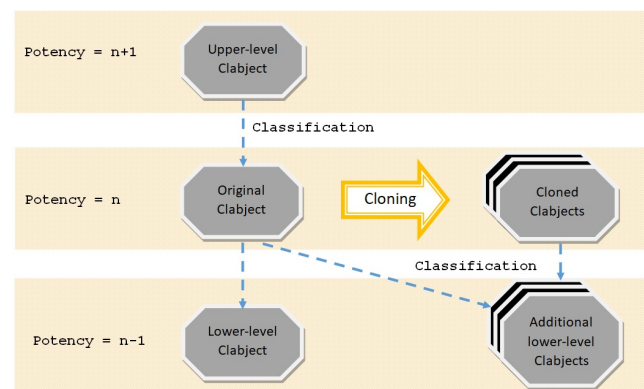 Potency = n+1
Upper-level
Clabject
Classification
Potency = n
Original
Clabject
Cloning
Cloned
Clabjects
Classification
Potency = n-1
Lower-level
Clabject
Additional
lower-level
Clabjects